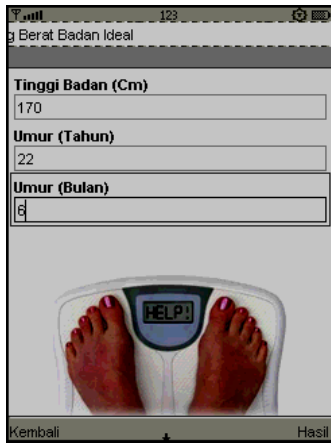 123
g Berat Badan Ideal
Tinggi Badan (Cm)
170
Umur (Tahun)
22
Umur (Bulan)
6
HELP!
Kembali
Hasil